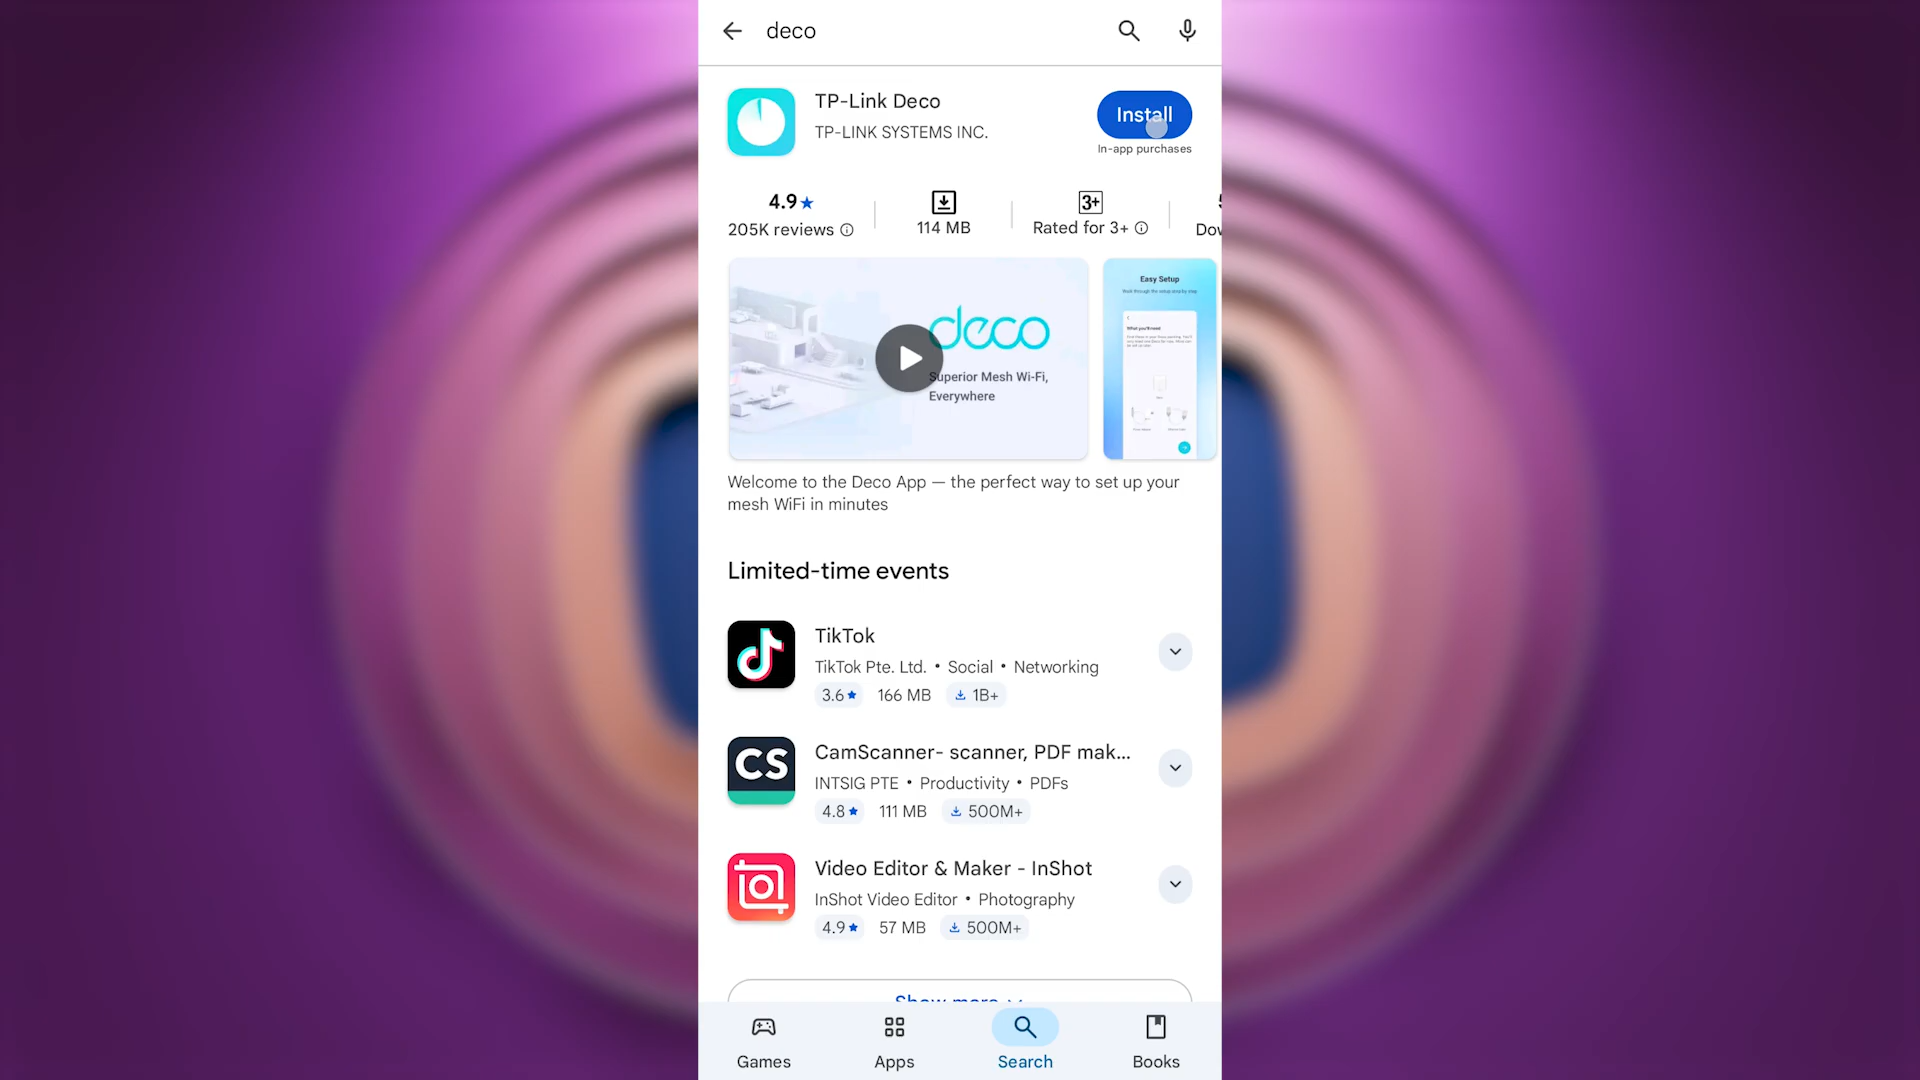 deco
TP-Link Deco
TP-LINK SYSTEMS INC.
Install
In-app purchases
4.9★
205K reviews
114 MB
3+
Rated for 3+
deco
Superior Mesh Wi-Fi,
Everywhere
Easy Setup
Welcome to the Deco App — the perfect way to set up your
mesh WiFi in minutes
Limited-time events
TikTok
TikTok Pte. Ltd. • Social • Networking
3.6★ 166 MB 1B+
CS
CamScanner- scanner, PDF mak...
INTSIG PTE • Productivity • PDFs
4.8★ 111 MB 500M+
Video Editor & Maker - InShot
InShot Video Editor • Photography
4.9★ 57 MB 500M+
Show more
Games
Apps
Search
Books